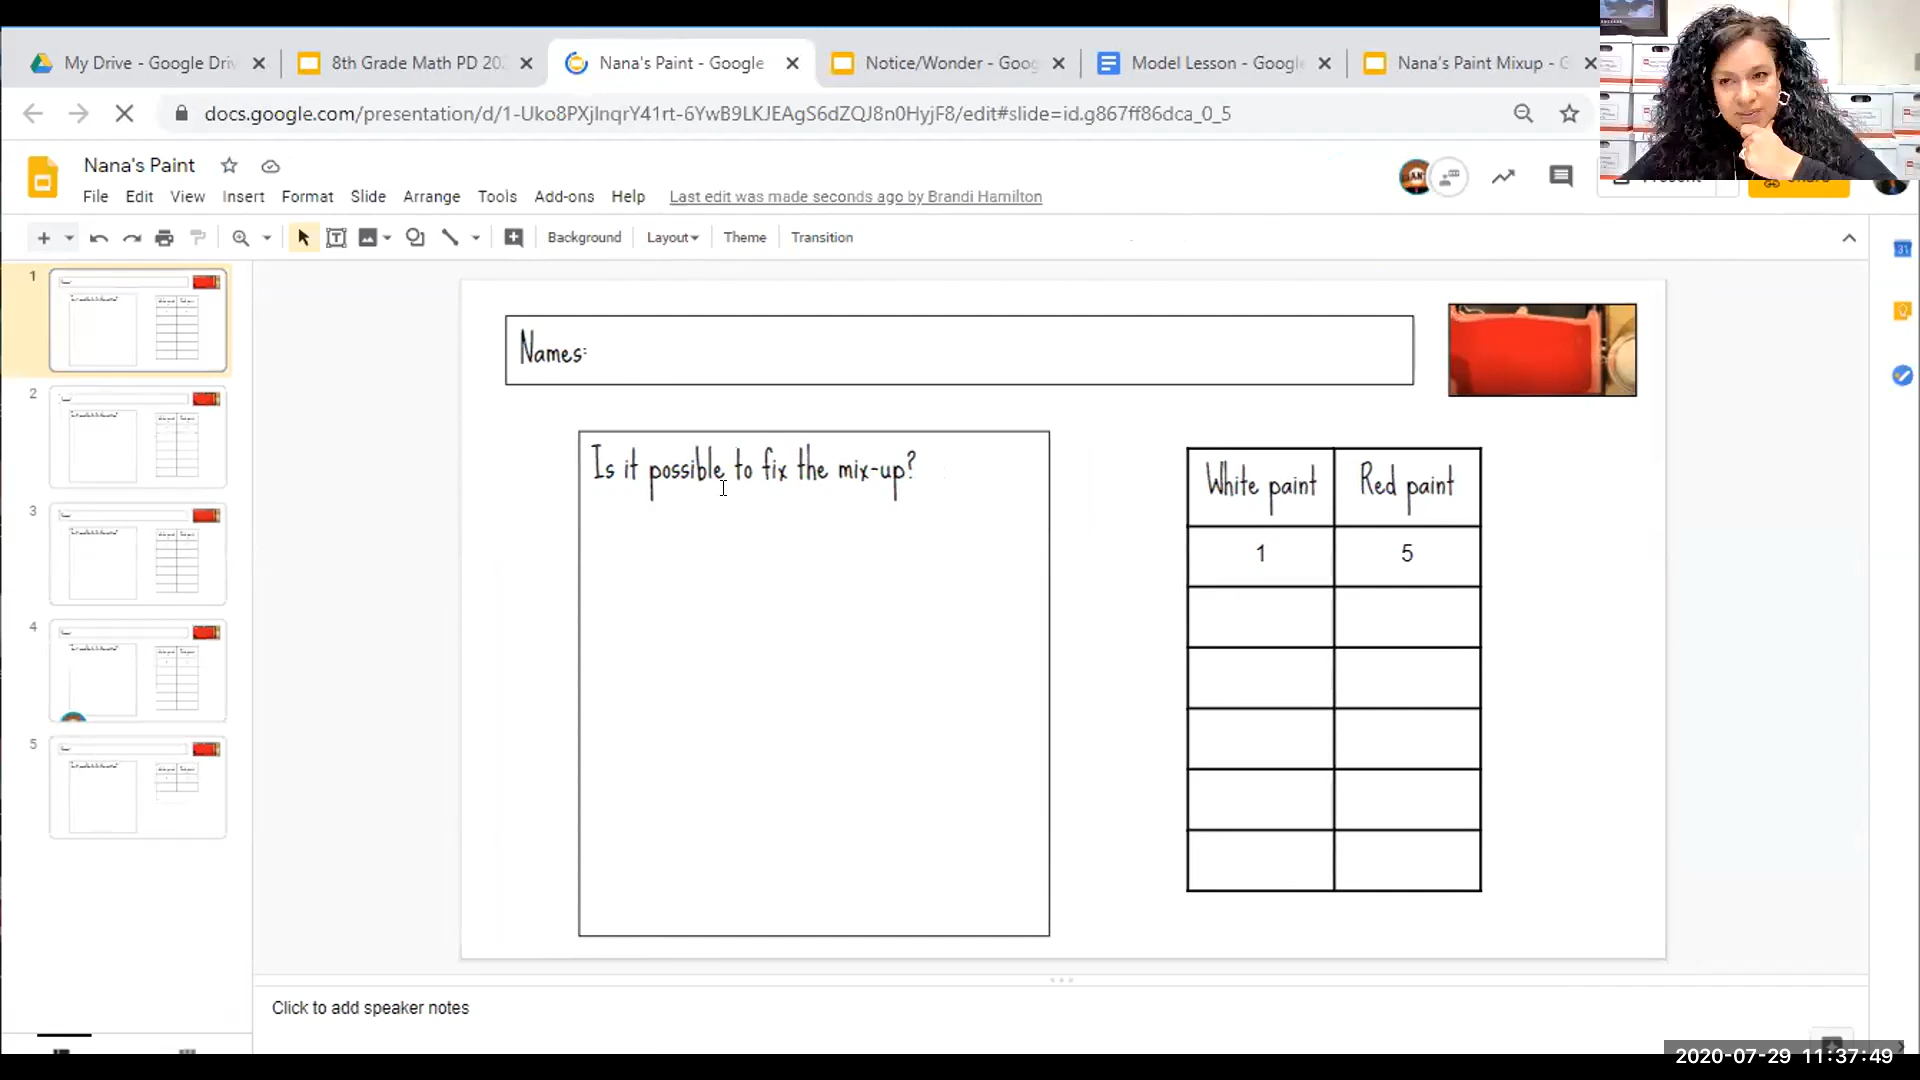 My Drive - Google Driv
8th Grade Math PD 202
Nana's Paint - Google
Notice/Wonder - Goog
Model Lesson - Google
Nana's Paint Mixup - G
docs.google.com/presentation/d/1-Uko8PXjlnqrY41rt-6YwB9LKJEAgS6dZQJ8n0HyjF8/edit#slide=id.g867ff86dca_0_5
Nana's Paint
File Edit View Insert Format Slide Arrange Tools Add-ons Help Last edit was made seconds ago by Brandi Hamilton
Background Layout Theme Transition
31
1
2
3
4
5
Names:
Is it possible to fix the mix-up?
White paint Red paint
1 5
Click to add speaker notes
2020-07-29 11:37:49